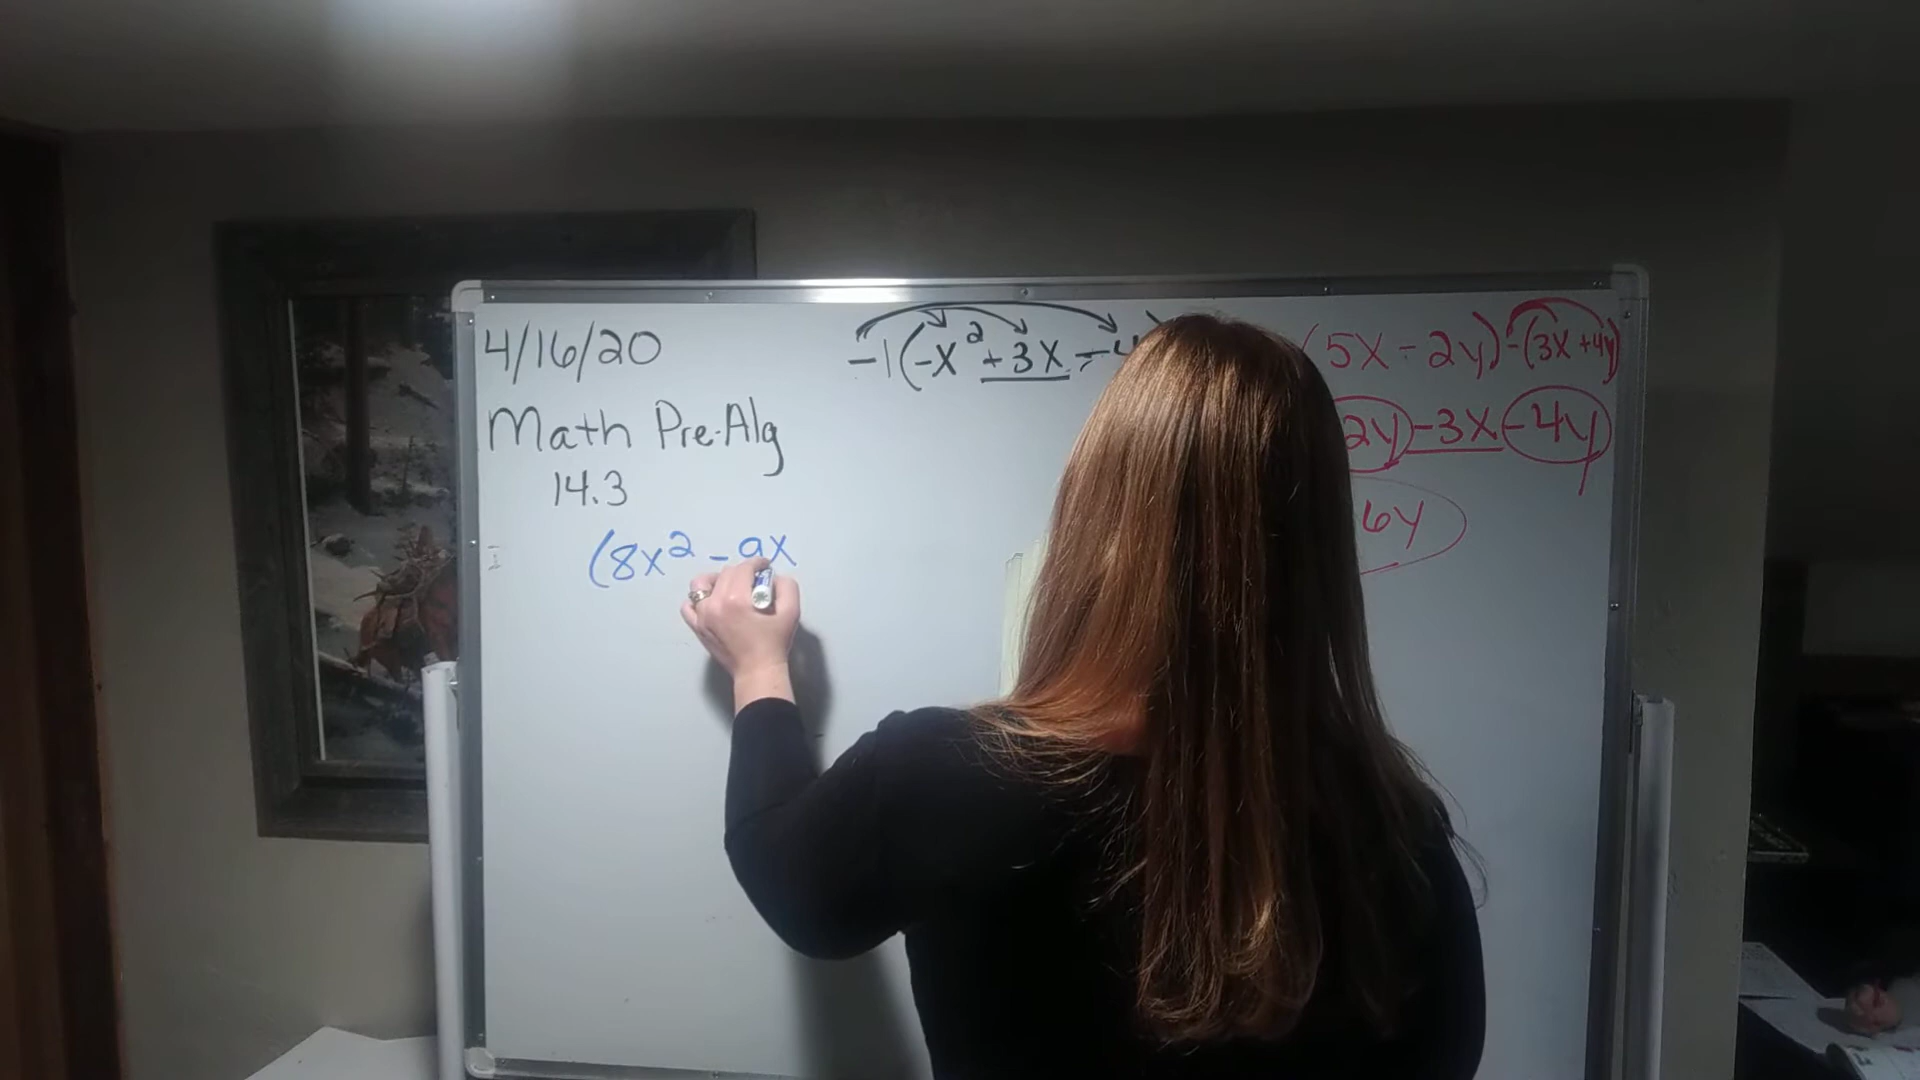 4/16/20
Math Pre-Alg
14.3
(8x² - 9x
-1(-x² + 3x - 4
(5x - 2y) - (3x + 4y)
2y - 3x - 4y
6y